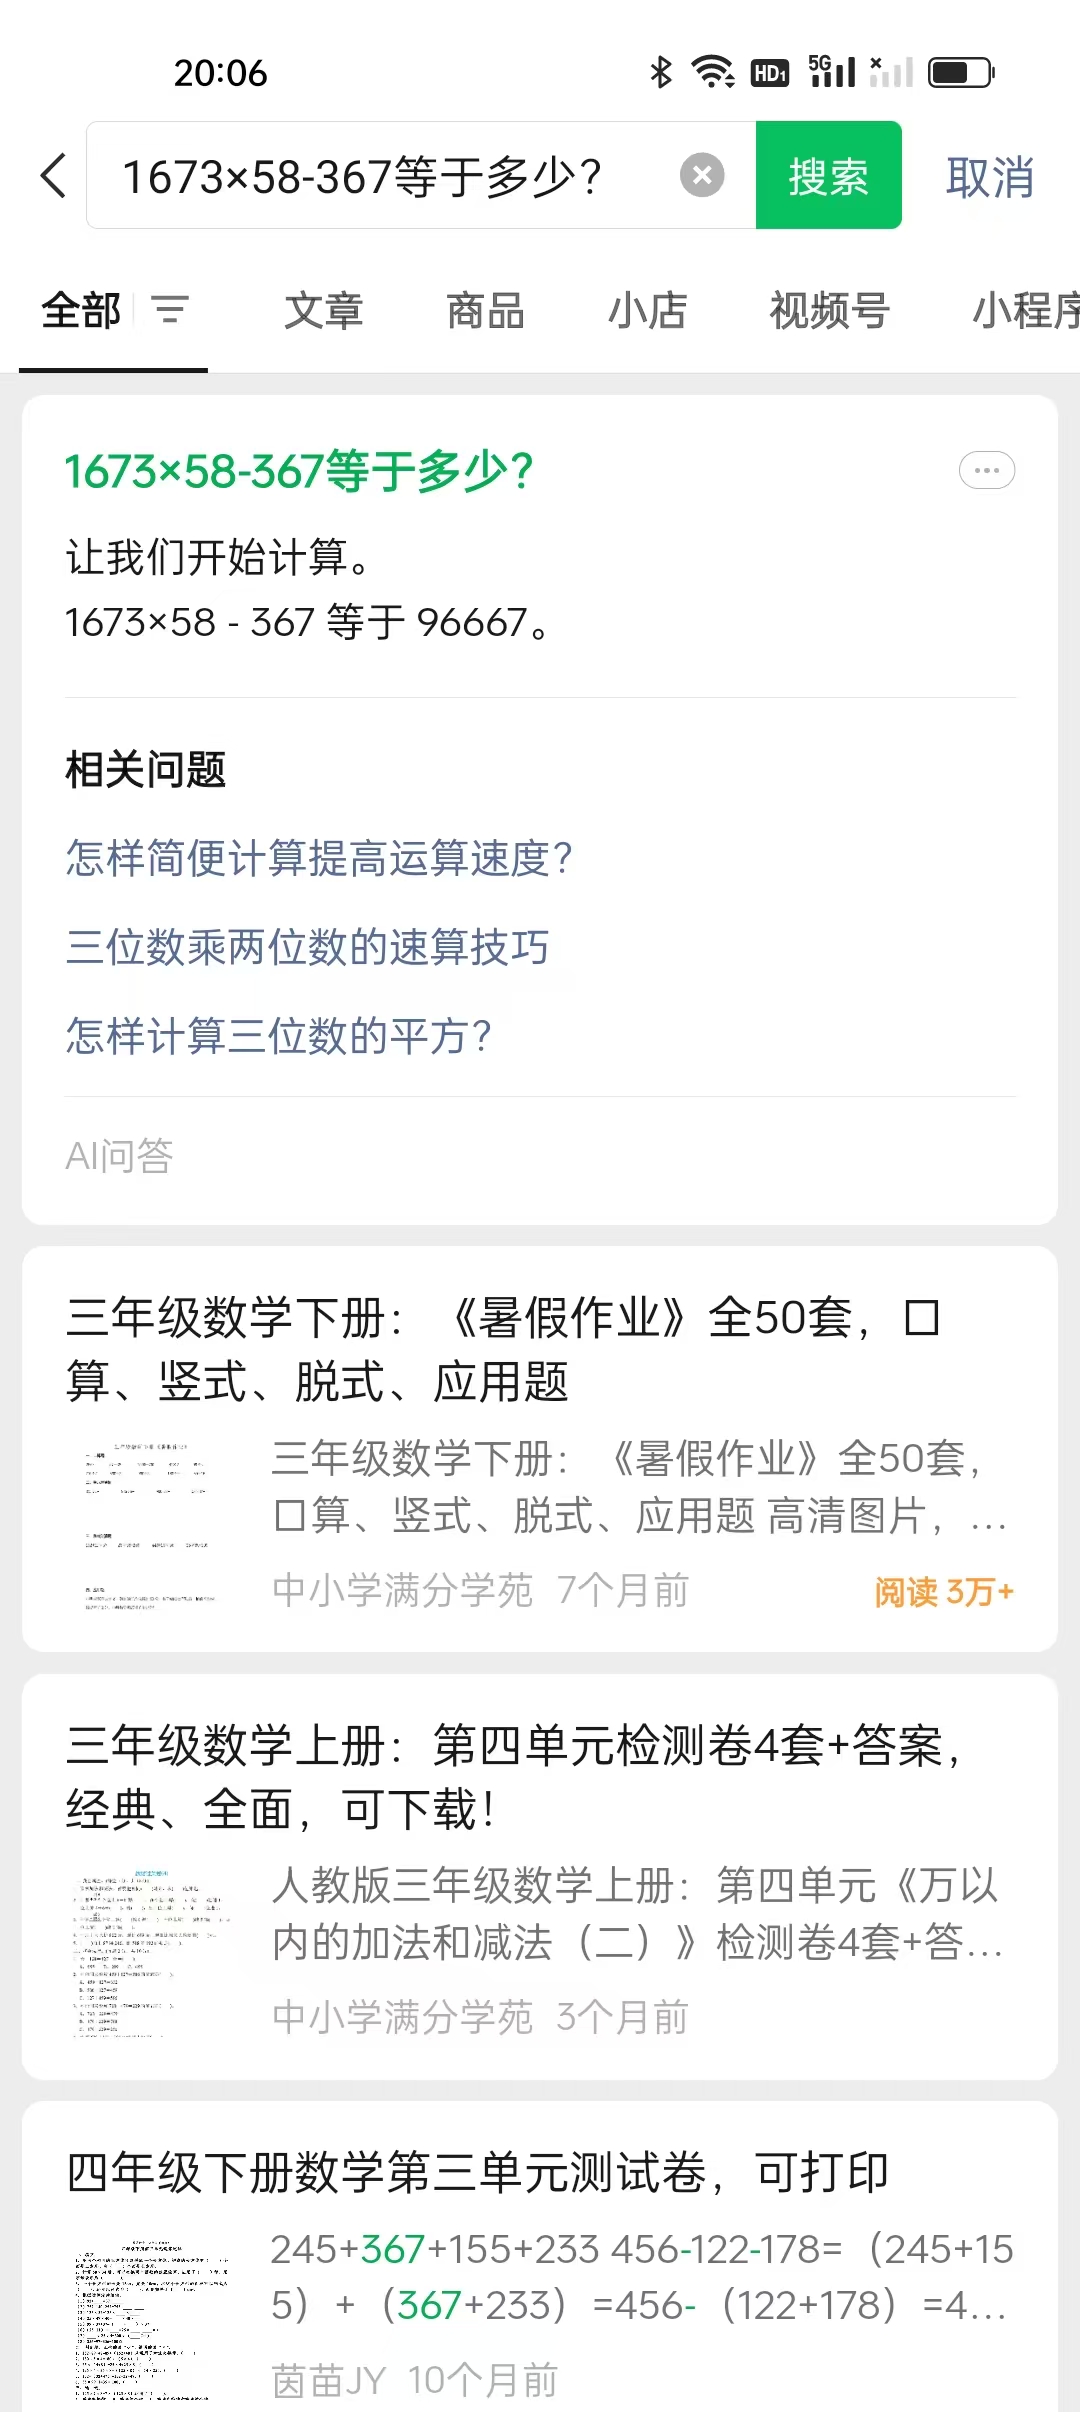 20:06
HD1 5G
1673×58-367等于多少?
搜索
取消
全部
文章
商品
小店
视频号
小程序
1673×58-367等于多少?
让我们开始计算。
1673×58 - 367 等于 96667。
相关问题
怎样简便计算提高运算速度?
三位数乘两位数的速算技巧
怎样计算三位数的平方?
AI问答
三年级数学下册：《暑假作业》全50套，口
算、竖式、脱式、应用题
三年级数学下册：《暑假作业》全50套，
口算、竖式、脱式、应用题 高清图片，...
中小学满分学苑 7个月前
阅读 3万+
三年级数学上册：第四单元检测卷4套+答案，
经典、全面，可下载！
人教版三年级数学上册：第四单元《万以
内的加法和减法（二）》检测卷4套+答...
中小学满分学苑 3个月前
四年级下册数学第三单元测试卷，可打印
245+367+155+233 456-122-178=（245+15
5）+（367+233）=456-（122+178）=4...
茵苗JY 10个月前